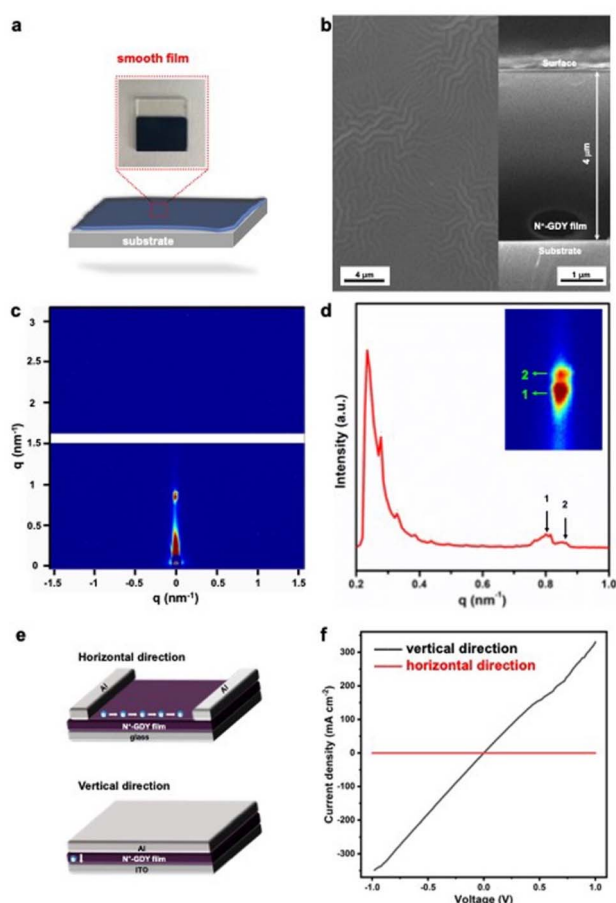 a
smooth film
substrate
b
Surface
4 μm
N⁺-GDY film
Substrate
4 μm
1 μm
c
3
2.5
2
1.5
1
0.5
0
q (nm⁻¹)
-1.5 -1 -0.5 0 0.5 1 1.5
q (nm⁻¹)
d
2
1
1 2
Intensity (a.u.)
0.2 0.4 0.6 0.8 1.0
q (nm⁻¹)
e
Horizontal direction
Al Al
N⁺-GDY film
glass
Vertical direction
Al
N⁺-GDY film
ITO
f
vertical direction
horizontal direction
300
200
100
0
-100
-200
-300
Current density (mA cm⁻²)
-1.0 -0.5 0.0 0.5 1.0
Voltage (V)